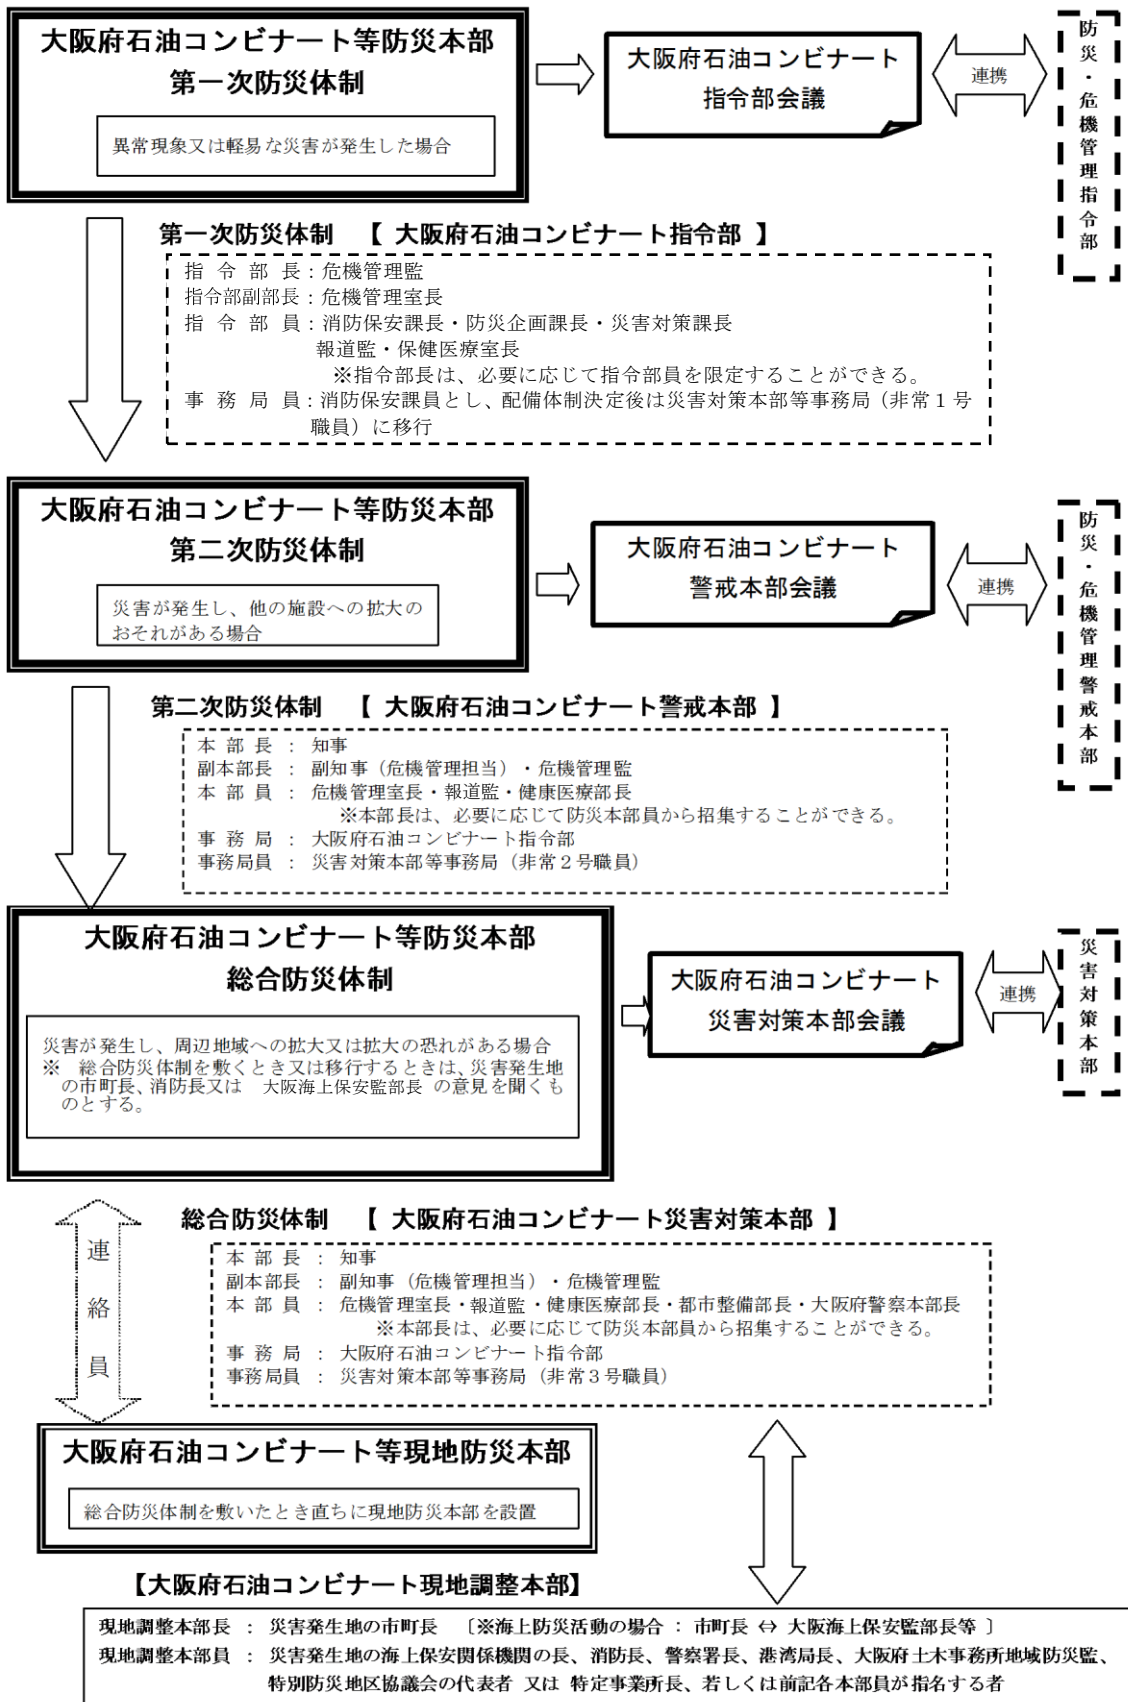 大阪府石油コンビナート等防災本部
第一次防災体制
異常現象又は軽易な災害が発生した場合
大阪府石油コンビナート
指令部会議
連携
防災・危機管理指令部
第一次防災体制 【 大阪府石油コンビナート指令部 】
指 令 部 長：危機管理監
指令部副部長：危機管理室長
指 令 部 員：消防保安課長・防災企画課長・災害対策課長
報道監・保健医療室長
※指令部長は、必要に応じて指令部員を限定することができる。
事 務 局 員：消防保安課員とし、配備体制決定後は災害対策本部等事務局（非常１号
職員）に移行
大阪府石油コンビナート等防災本部
第二次防災体制
災害が発生し、他の施設への拡大の
おそれがある場合
大阪府石油コンビナート
警戒本部会議
連携
防災・危機管理警戒本部
第二次防災体制 【 大阪府石油コンビナート警戒本部 】
本 部 長 ： 知事
副本部長 ： 副知事（危機管理担当）・危機管理監
本 部 員 ： 危機管理室長・報道監・健康医療部長
※本部長は、必要に応じて防災本部員から招集することができる。
事 務 局 ： 大阪府石油コンビナート指令部
事務局員 ： 災害対策本部等事務局（非常２号職員）
大阪府石油コンビナート等防災本部
総合防災体制
災害が発生し、周辺地域への拡大又は拡大の恐れがある場合
※ 総合防災体制を敷くとき又は移行するときは、災害発生地
の市町長、消防長又は 大阪海上保安監部長 の意見を聞くも
のとする。
大阪府石油コンビナート
災害対策本部会議
連携
災害対策本部
総合防災体制 【 大阪府石油コンビナート災害対策本部 】
本 部 長 ： 知事
副本部長 ： 副知事（危機管理担当）・危機管理監
本 部 員 ： 危機管理室長・報道監・健康医療部長・都市整備部長・大阪府警察本部長
※本部長は、必要に応じて防災本部員から招集することができる。
事 務 局 ： 大阪府石油コンビナート指令部
事務局員 ： 災害対策本部等事務局（非常３号職員）
連絡員
大阪府石油コンビナート等現地防災本部
総合防災体制を敷いたとき直ちに現地防災本部を設置
【大阪府石油コンビナート現地調整本部】
現地調整本部長 ： 災害発生地の市町長 〔※海上防災活動の場合 ： 市町長 ⇔ 大阪海上保安監部長等 〕
現地調整本部員 ： 災害発生地の海上保安関係機関の長、消防長、警察署長、港湾局長、大阪府土木事務所地域防災監、
特別防災地区協議会の代表者 又は 特定事業所長、若しくは前記各本部員が指名する者